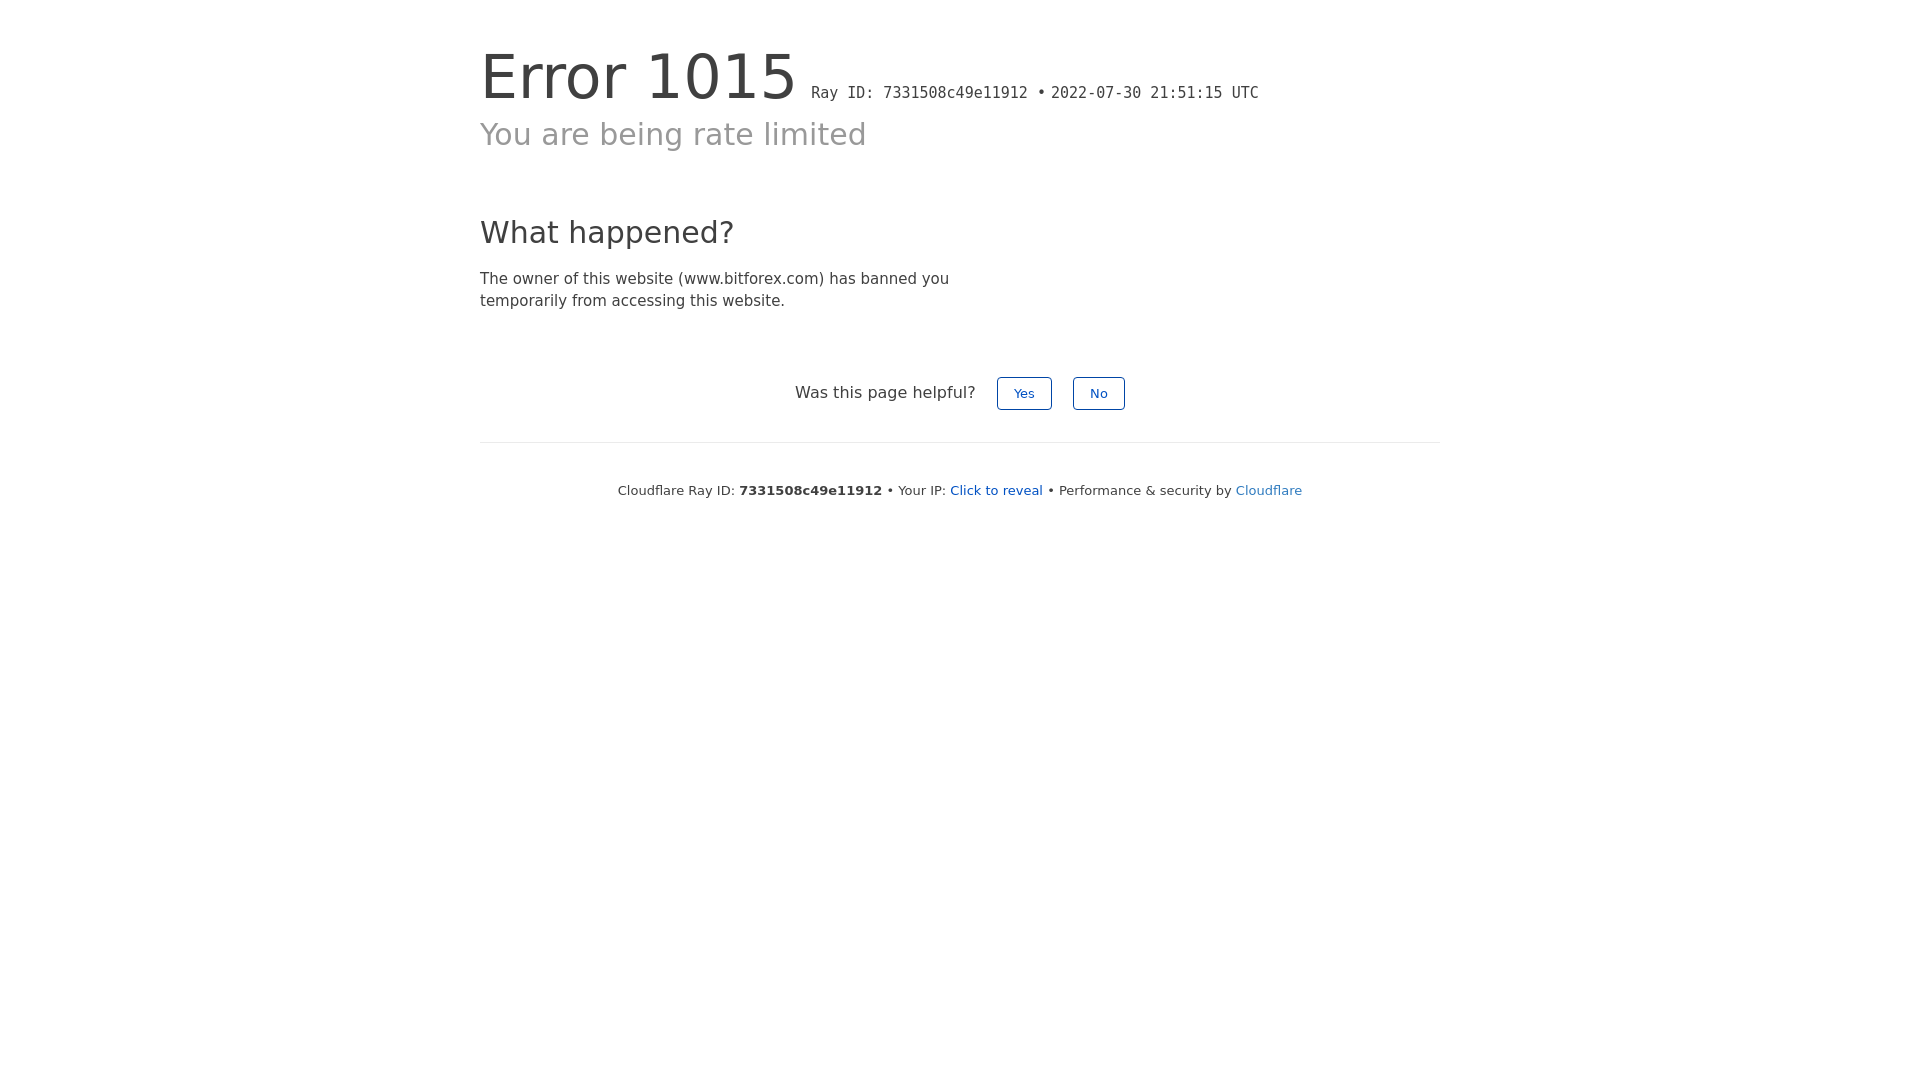 Error 1015 Ray ID: 7331508c49e11912 • 2022-07-30 21:51:15 UTC
You are being rate limited
What happened?
The owner of this website (www.bitforex.com) has banned you
temporarily from accessing this website.
Was this page helpful? Yes No
Cloudflare Ray ID: 7331508c49e11912 • Your IP: Click to reveal • Performance & security by Cloudflare